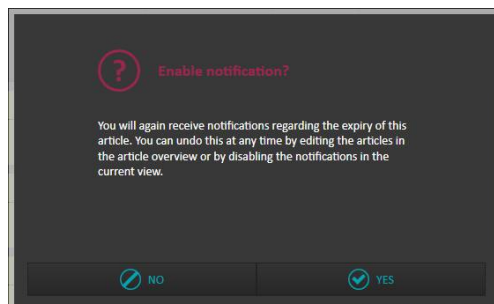 ?
Enable notification?
You will again receive notifications regarding the expiry of this
article. You can undo this at any time by editing the articles in
the article overview or by disabling the notifications in the
current view.
NO
YES